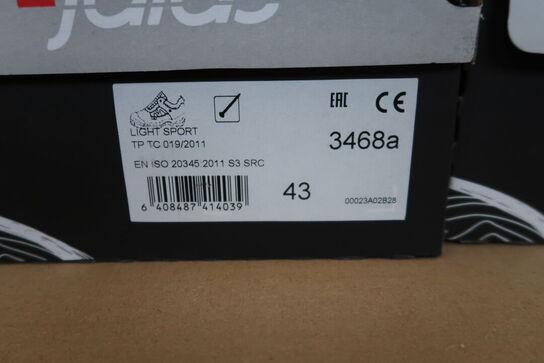 jalas
EAC CE
LIGHT SPORT
TP TC 019/2011
3468a
EN ISO 20345:2011 S3 SRC
43
6 408487 414039
00023A02B28